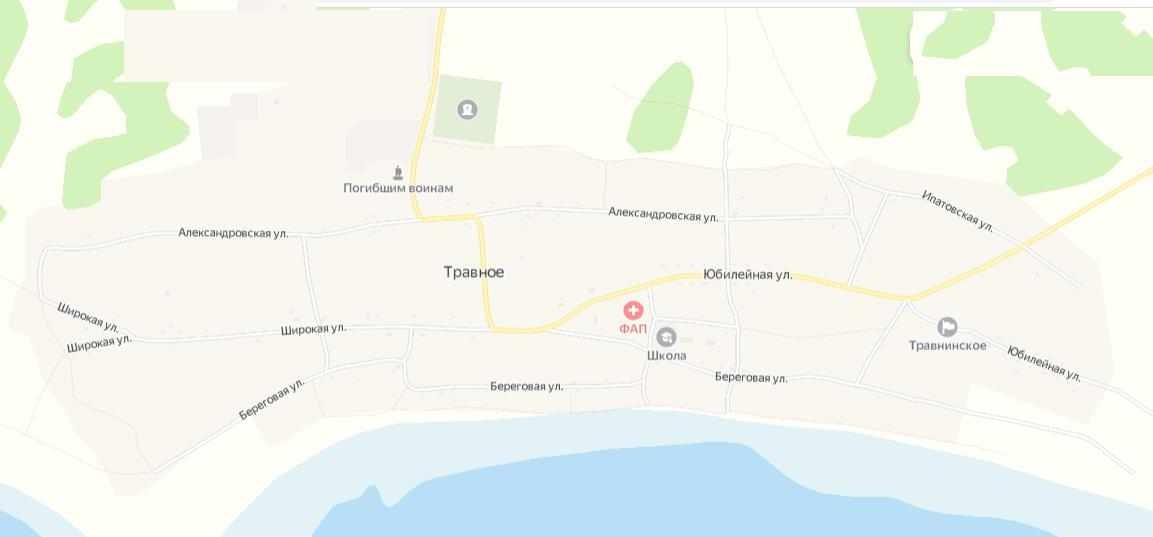 Погибшим воинам
Ипатовская ул.
Александровская ул.
Александровская ул.
Травное
Юбилейная ул.
Широкая ул.
Широкая ул.
Широкая ул.
ФАП
Школа
Травнинское
Юбилейная ул.
Береговая ул.
Береговая ул.
Береговая ул.